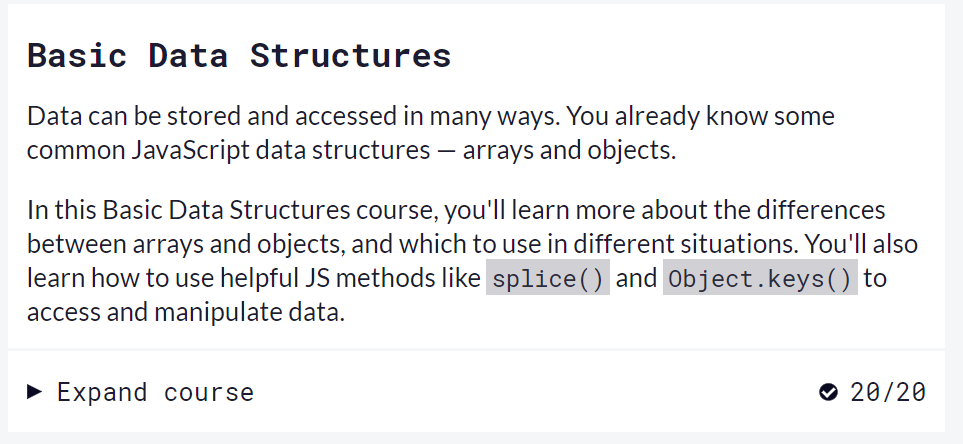 Basic Data Structures
Data can be stored and accessed in many ways. You already know some
common JavaScript data structures — arrays and objects.
In this Basic Data Structures course, you'll learn more about the differences
between arrays and objects, and which to use in different situations. You'll also
learn how to use helpful JS methods like splice() and Object.keys() to
access and manipulate data.
Expand course 20/20